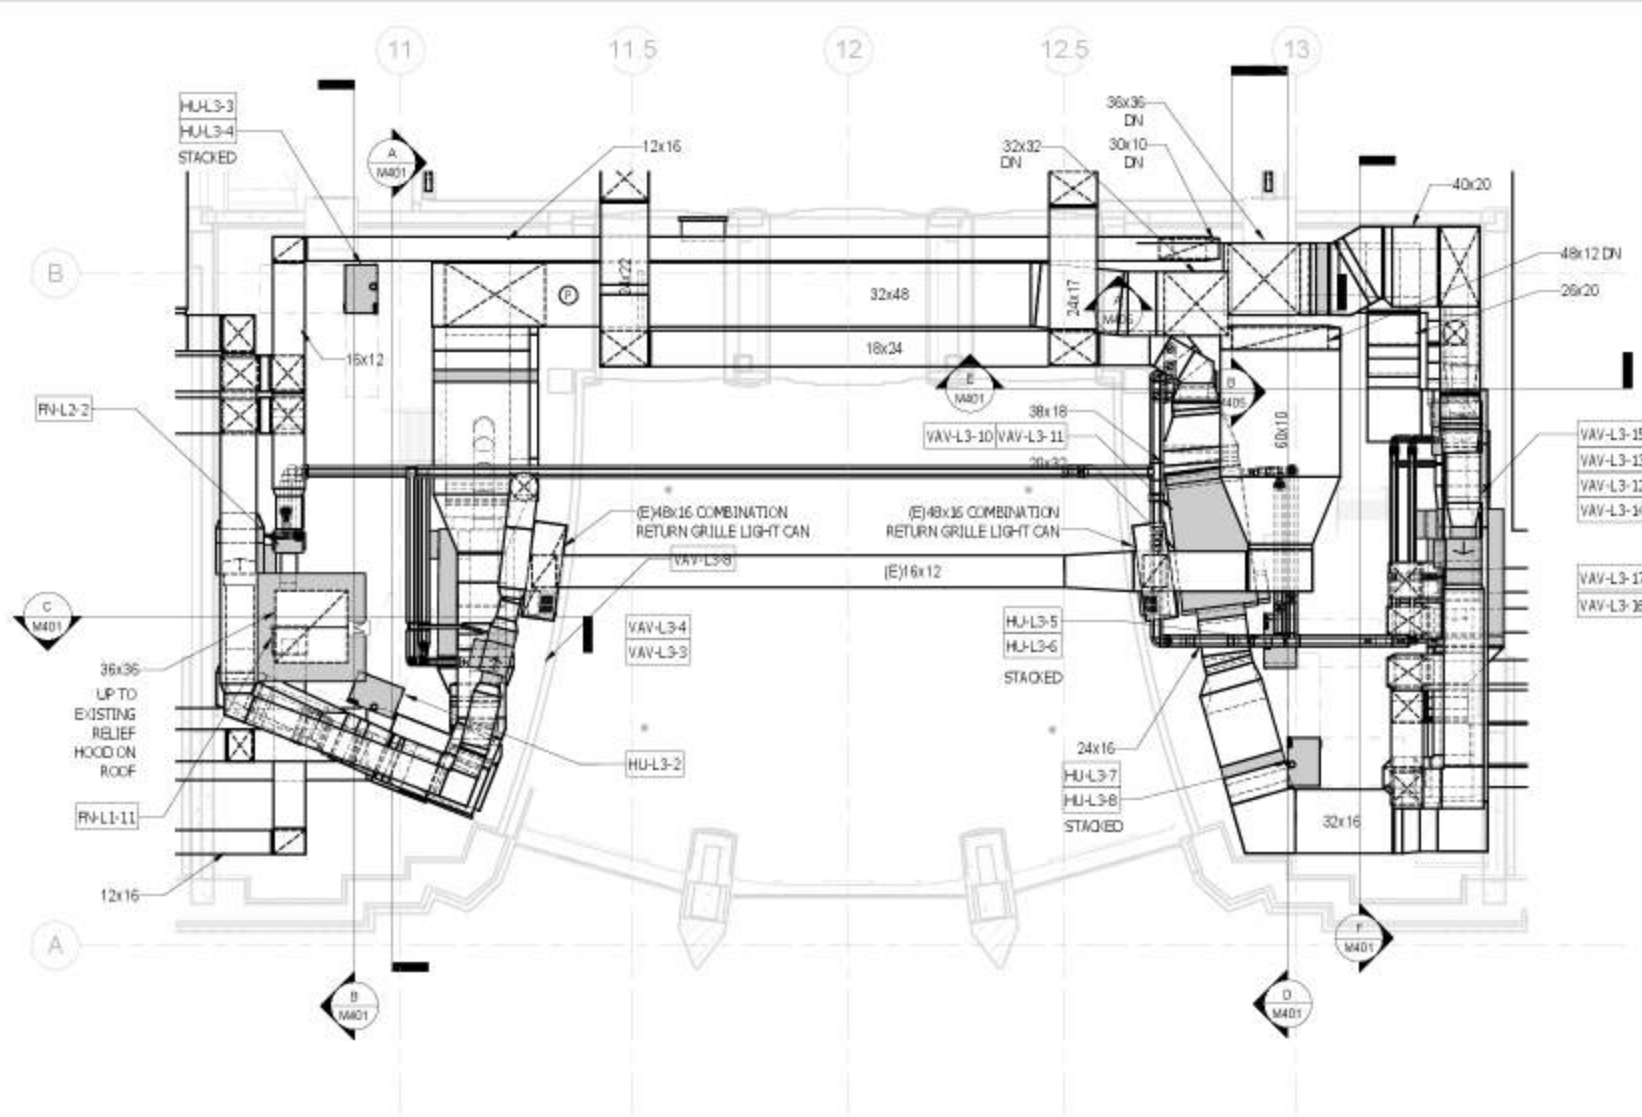 11
11.5
12
12.5
13
HU-L3-3
HU-L3-4
STACKED
A
M401
12x16
36x36
DN
32x32
DN
30x10
DN
40x20
B
24x22
32x48
24x17
A
48x12 DN
26x20
16x12
18x24
E
M401
B
FN-L2-2
38x18
VAV-L3-10
VAV-L3-11
60x10
VAV-L3-15
VAV-L3-13
VAV-L3-12
VAV-L3-14
(E)48x16 COMBINATION
RETURN GRILLE LIGHT CAN
(E)48x16 COMBINATION
RETURN GRILLE LIGHT CAN
VAV-L3-8
(E)16x12
VAV-L3-17
VAV-L3-16
C
M401
VAV-L3-4
VAV-L3-3
HU-L3-5
HU-L3-6
STACKED
36x36
UP TO
EXISTING
RELIEF
HOOD ON
ROOF
HU-L3-2
24x16
HU-L3-7
HU-L3-8
STACKED
FN-L1-11
32x16
12x16
A
F
M401
B
M401
D
M401
P